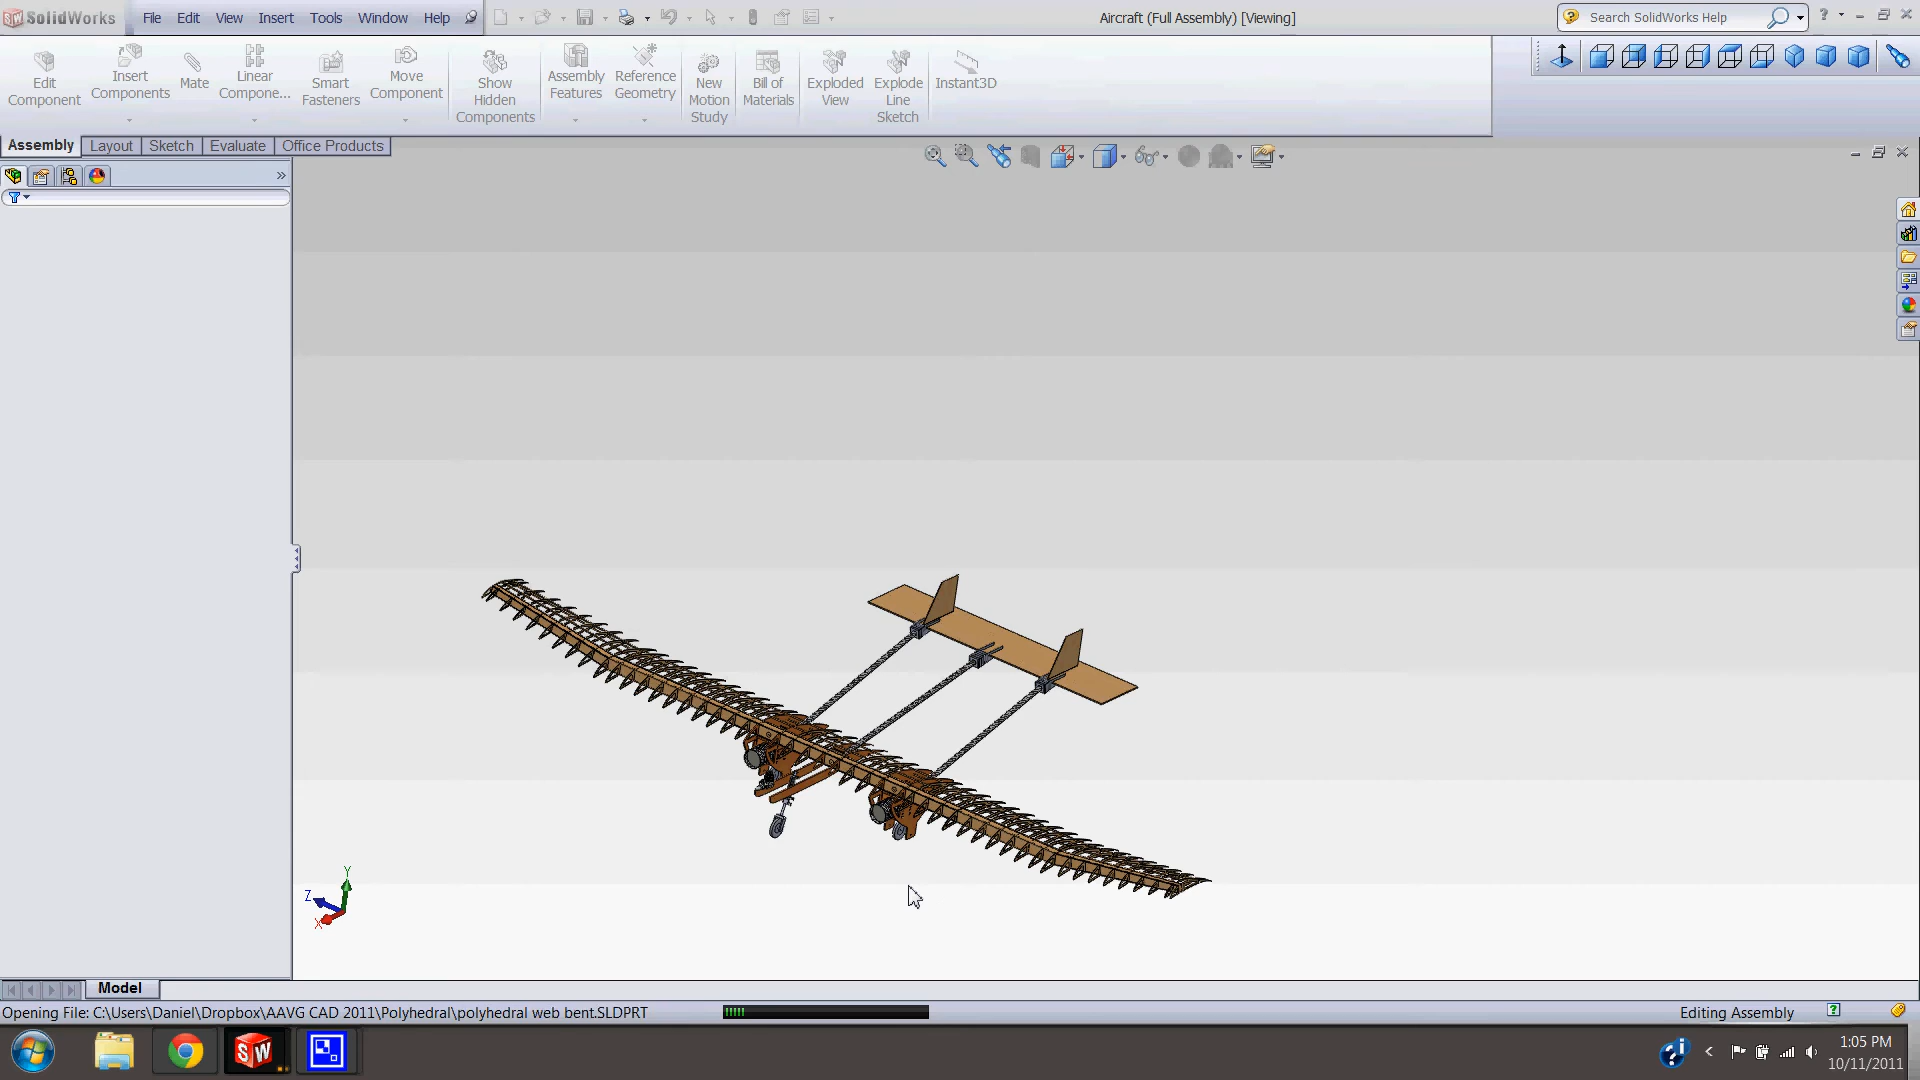 SolidWorks File Edit View Insert Tools Window Help Aircraft (Full Assembly) [Viewing] Search SolidWorks Help
Edit Component
Insert Components
Mate
Linear Compone...
Smart Fasteners
Move Component
Show Hidden Components
Assembly Features
Reference Geometry
New Motion Study
Bill of Materials
Exploded View
Explode Line Sketch
Instant3D
Assembly Layout Sketch Evaluate Office Products
Y
Z
X
Model
Opening File: C:\Users\Daniel\Dropbox\AAVG CAD 2011\Polyhedral\polyhedral web bent.SLDPRT Editing Assembly
SW
1:05 PM
10/11/2011